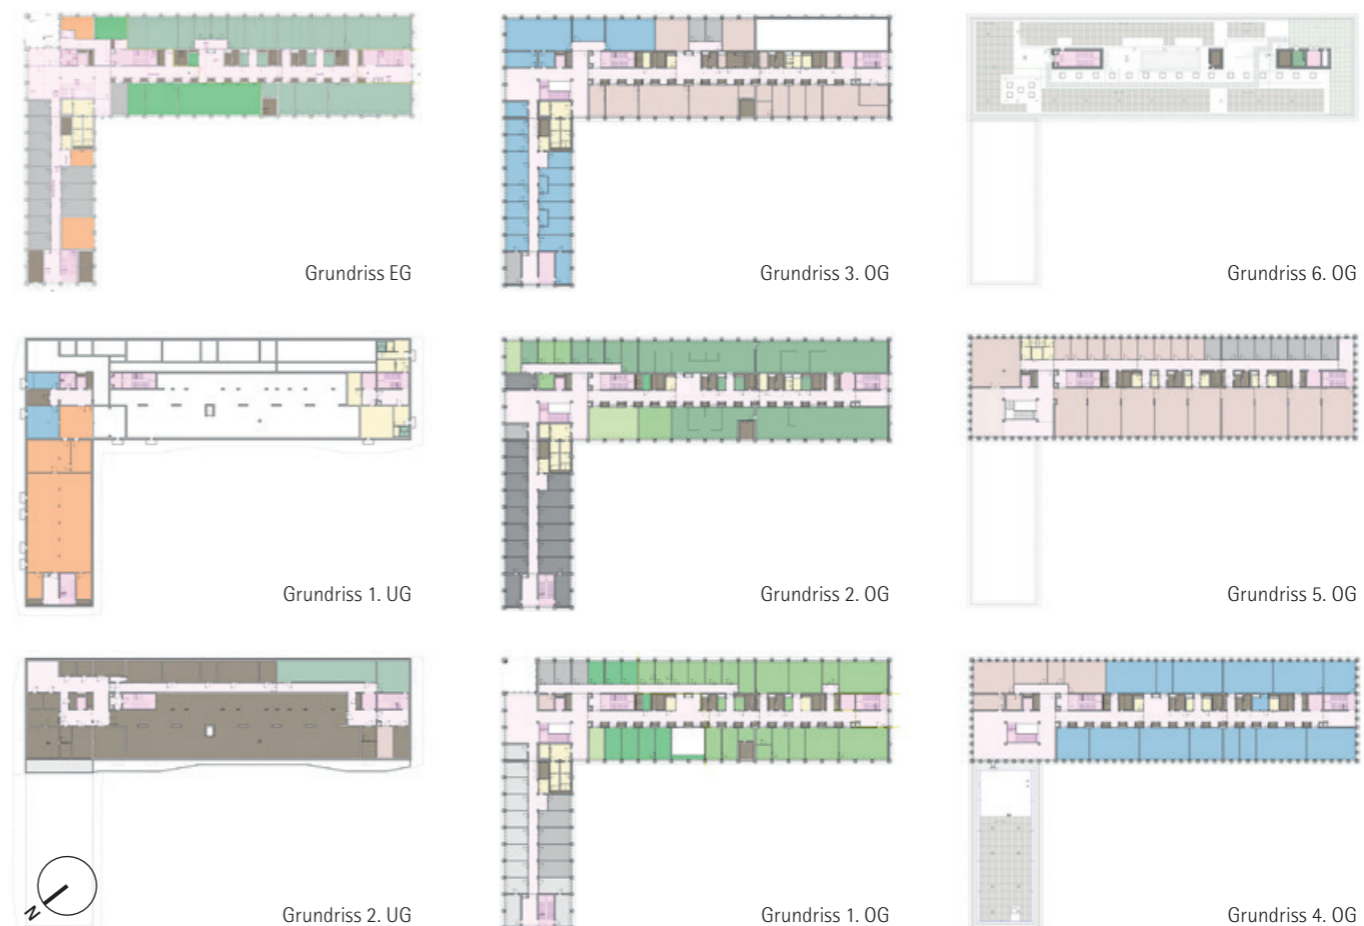 Grundriss EG
Grundriss 3. OG
Grundriss 6. OG
Grundriss 1. UG
Grundriss 2. OG
Grundriss 5. OG
N
Grundriss 2. UG
Grundriss 1. OG
Grundriss 4. OG